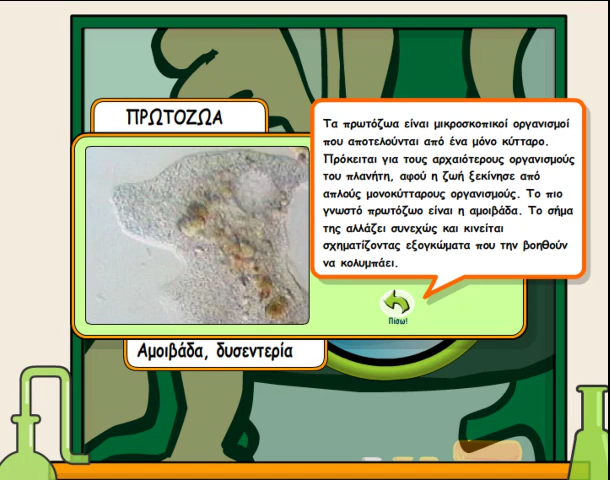 ΠΡΩΤΟΖΩΑ
Τα πρωτόζωα είναι μικροσκοπικοί οργανισμοί
που αποτελούνται από ένα μόνο κύτταρο.
Πρόκειται για τους αρχαιότερους οργανισμούς
του πλανήτη, αφού η ζωή ξεκίνησε από
απλούς μονοκύτταρους οργανισμούς. Το πιο
γνωστό πρωτόζωο είναι η αμοιβάδα. Το σήμα
της αλλάζει συνεχώς και κινείται
σχηματίζοντας εξογκώματα που την βοηθούν
να κολυμπάει.
Πίσω!
Αμοιβάδα, δυσεντερία